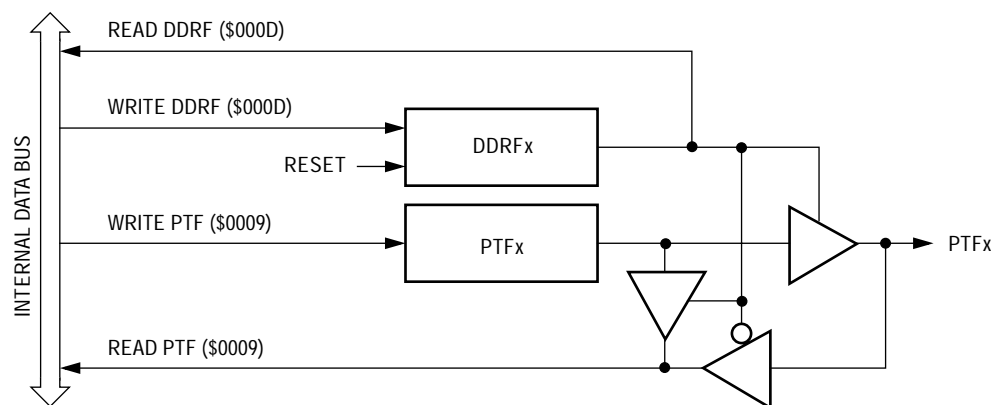 READ DDRF ($000D)
WRITE DDRF ($000D)
DDRFx
RESET
INTERNAL DATA BUS
WRITE PTF ($0009)
PTFx
PTFx
READ PTF ($0009)